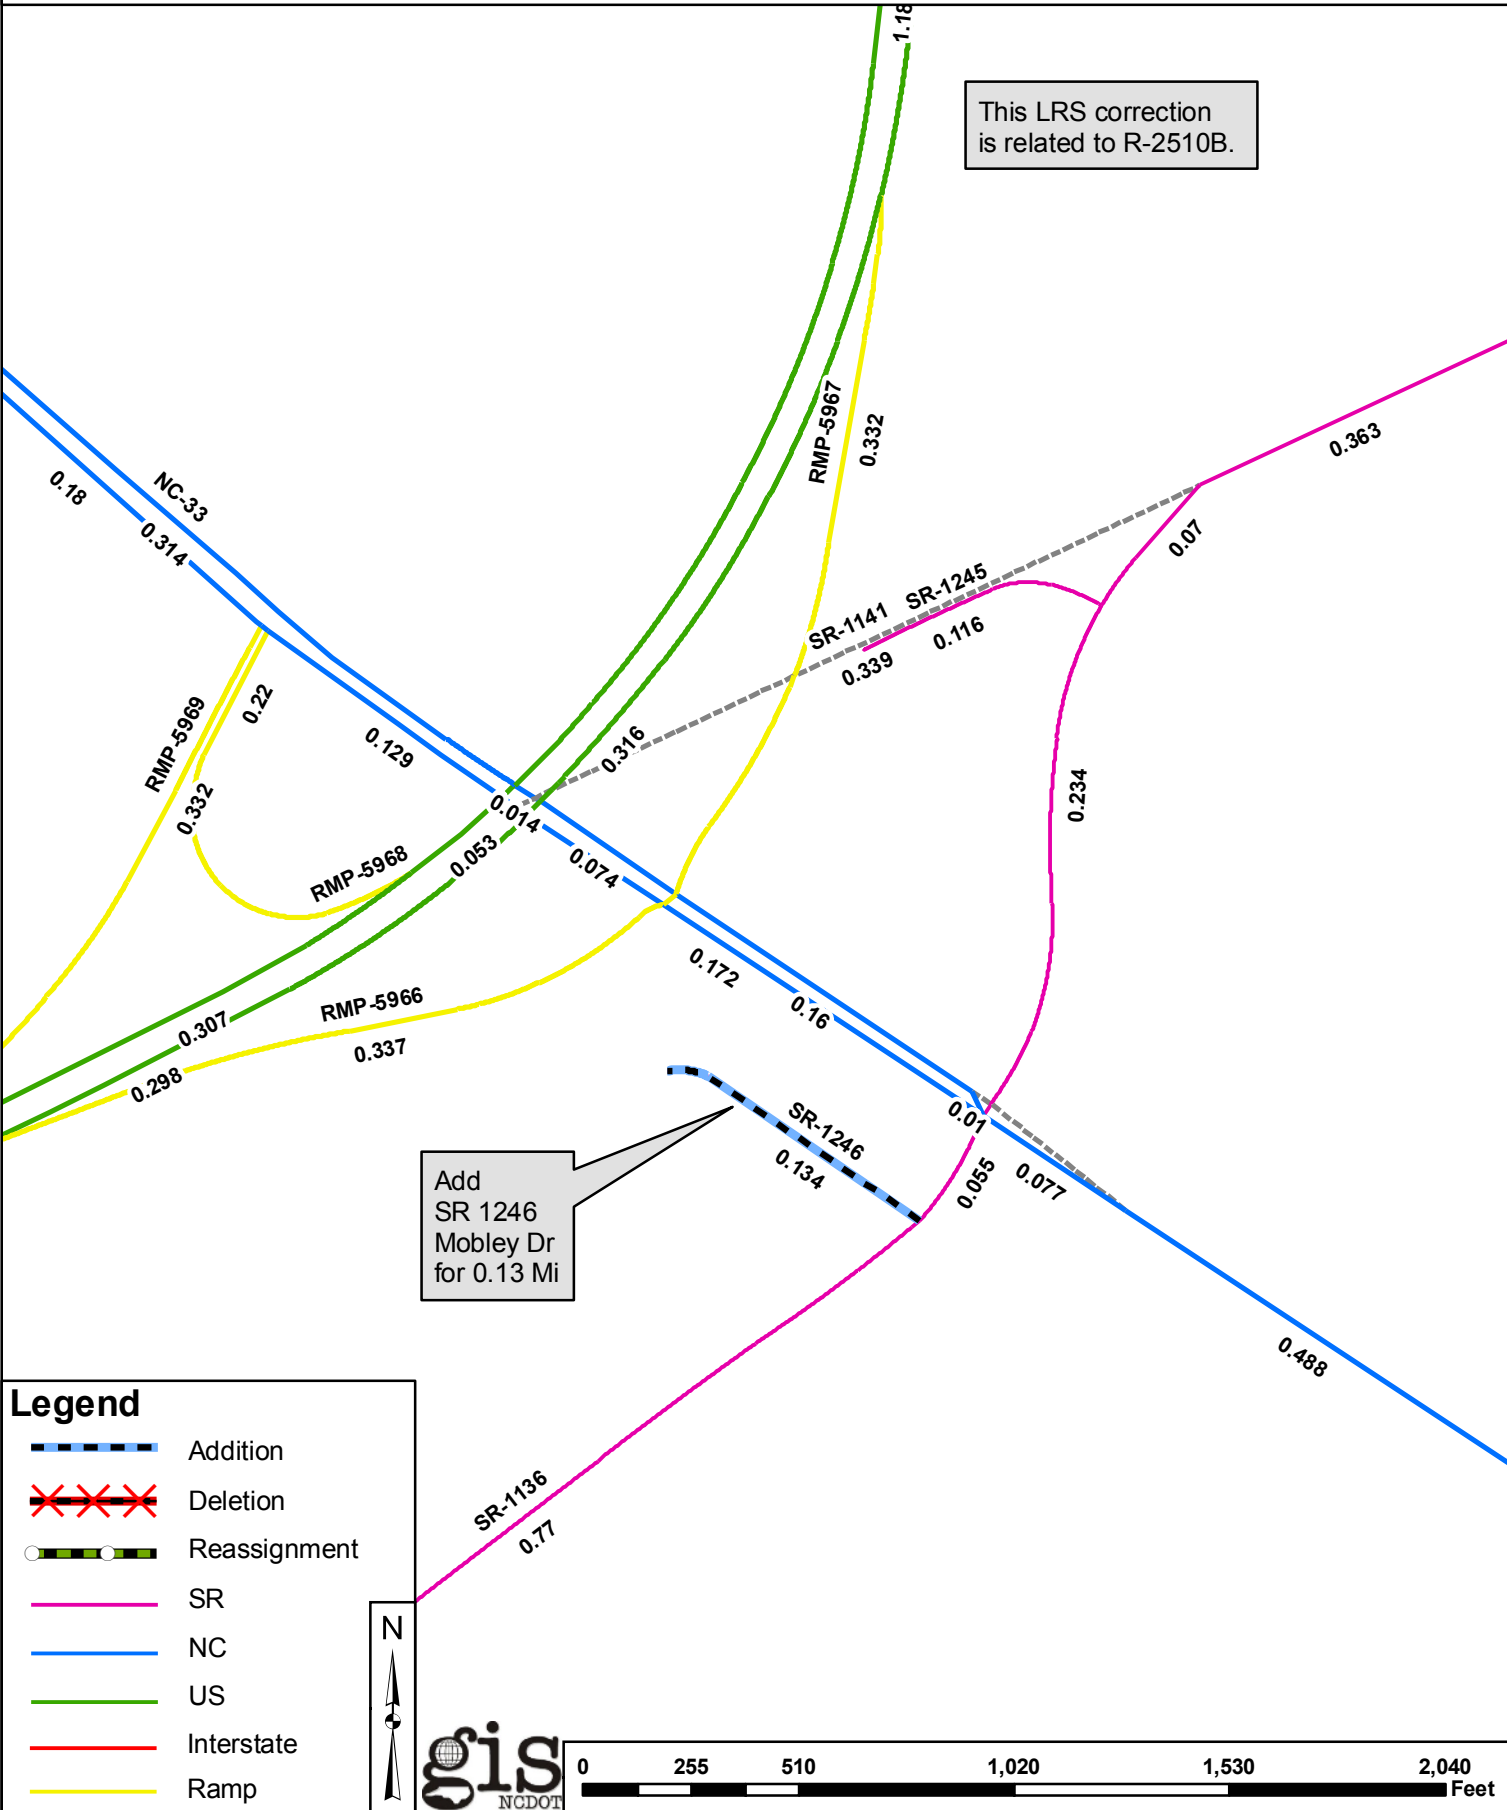 1.18
This LRS correction
is related to R-2510B.
RMP-5967
0.332
0.363
0.18
NC-33
0.314
0.07
SR-1245
SR-1141
0.116
0.339
0.22
RMP-5969
0.129
0.316
0.332
0.234
0.014
RMP-5968
0.053
0.074
0.172
RMP-5966
0.16
0.307
0.337
0.298
0.01
SR-1246
0.134
0.055
0.077
Add
SR 1246
Mobley Dr
for 0.13 Mi
0.488
SR-1136
0.77
Legend
Addition
Deletion
Reassignment
SR
NC
US
Interstate
Ramp
N
gis
NCDOT
0 255 510 1,020 1,530 2,040
Feet